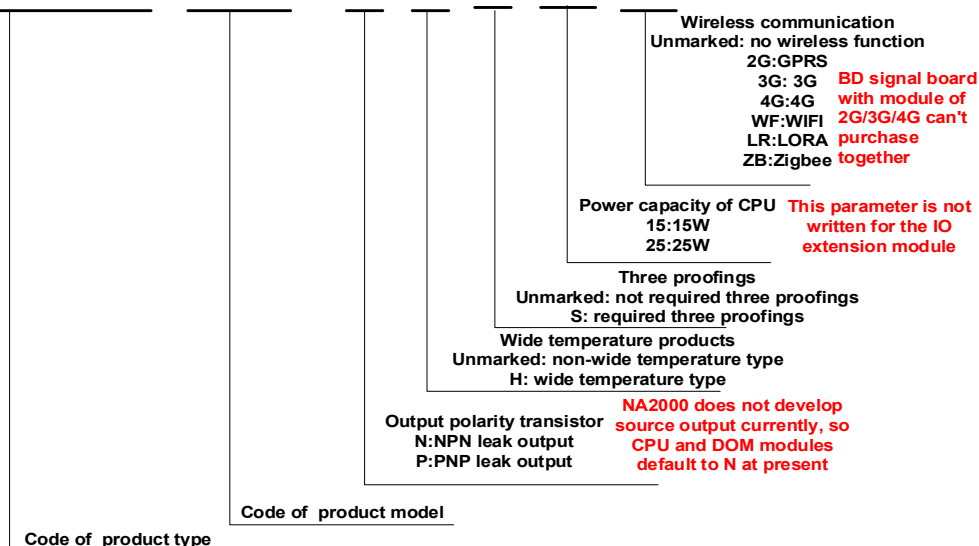 Wireless communication
Unmarked: no wireless function
2G:GPRS
3G: 3G
4G:4G
WF:WIFI
LR:LORA
ZB:Zigbee
BD signal board
with module of
2G/3G/4G can't
purchase
together
Power capacity of CPU
15:15W
25:25W
This parameter is not
written for the IO
extension module
Three proofings
Unmarked: not required three proofings
S: required three proofings
Wide temperature products
Unmarked: non-wide temperature type
H: wide temperature type
Output polarity transistor
N:NPN leak output
P:PNP leak output
NA2000 does not develop
source output currently, so
CPU and DOM modules
default to N at present
Code of product model
Code of product type